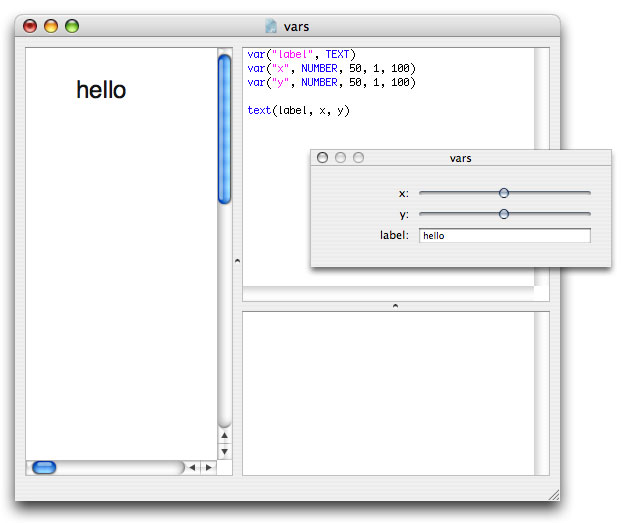 vars
hello
var("label", TEXT)
var("x", NUMBER, 50, 1, 100)
var("y", NUMBER, 50, 1, 100)
text(label, x, y)
vars
x:
y:
label: hello